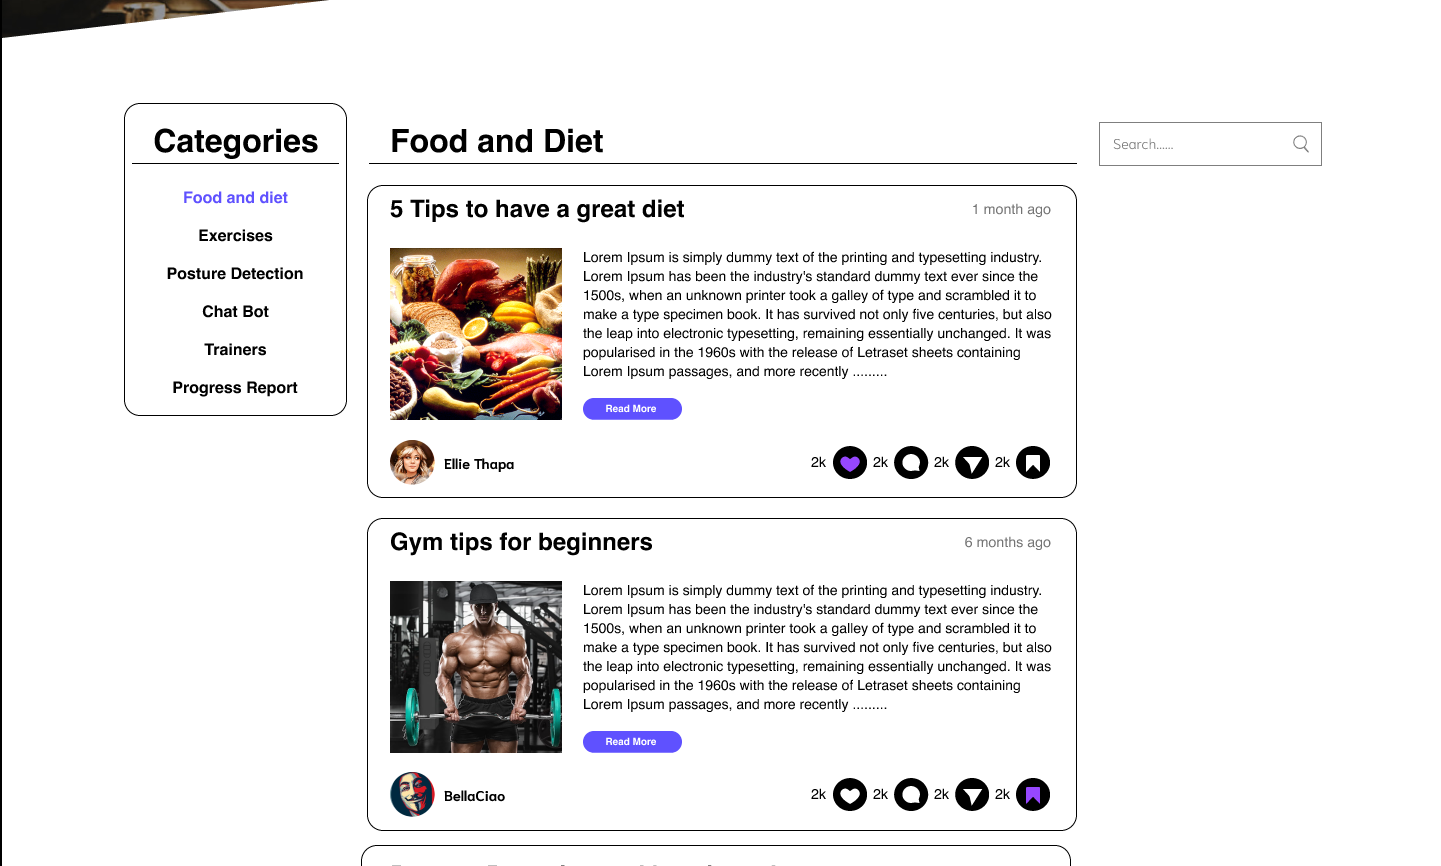 Categories
Food and diet
Exercises
Posture Detection
Chat Bot
Trainers
Progress Report
Food and Diet
Search......
5 Tips to have a great diet
1 month ago
Lorem Ipsum is simply dummy text of the printing and typesetting industry.
Lorem Ipsum has been the industry's standard dummy text ever since the
1500s, when an unknown printer took a galley of type and scrambled it to
make a type specimen book. It has survived not only five centuries, but also
the leap into electronic typesetting, remaining essentially unchanged. It was
popularised in the 1960s with the release of Letraset sheets containing
Lorem Ipsum passages, and more recently .........
Read More
Ellie Thapa
2k 2k 2k 2k
Gym tips for beginners
6 months ago
Lorem Ipsum is simply dummy text of the printing and typesetting industry.
Lorem Ipsum has been the industry's standard dummy text ever since the
1500s, when an unknown printer took a galley of type and scrambled it to
make a type specimen book. It has survived not only five centuries, but also
the leap into electronic typesetting, remaining essentially unchanged. It was
popularised in the 1960s with the release of Letraset sheets containing
Lorem Ipsum passages, and more recently .........
Read More
BellaCiao
2k 2k 2k 2k